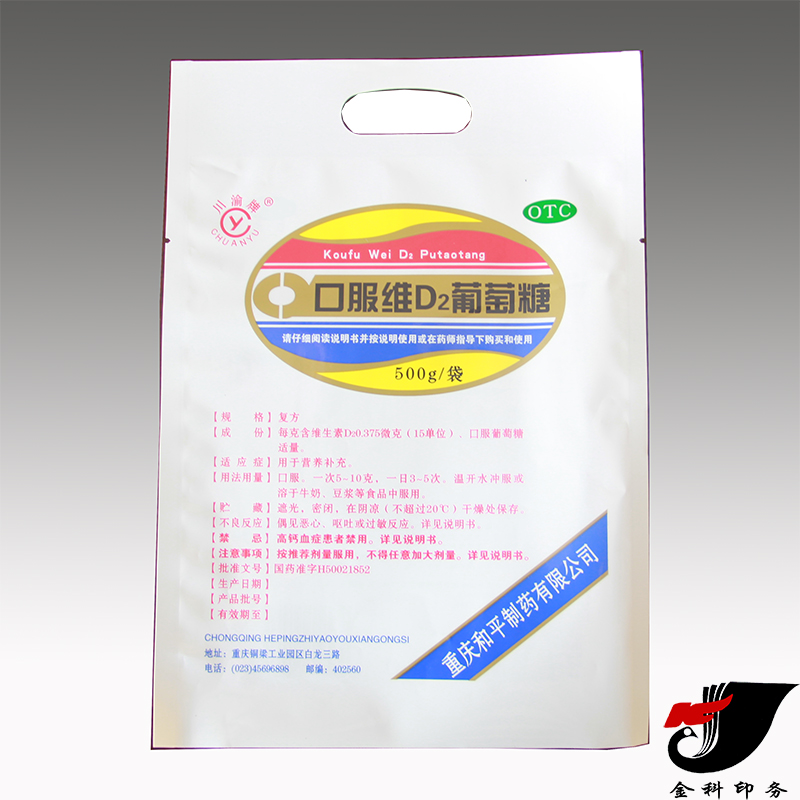 川渝牌®
CHUANYU
OTC
Koufu Wei D₂ Putaotang
口服维D₂葡萄糖
请仔细阅读说明书并按说明使用或在药师指导下购买和使用
500g/袋
【规 格】复方
【成 份】每克含维生素D₂0.375微克（15单位）、口服葡萄糖
适量。
【适 应 症】用于营养补充。
【用法用量】口服。一次5-10克，一日3-5次。温开水冲服或
溶于牛奶、豆浆等食品中服用。
【贮 藏】遮光，密闭，在阴凉（不超过20℃）干燥处保存。
【不良反应】偶见恶心、呕吐或过敏反应。详见说明书。
【禁 忌】高钙血症患者禁用。详见说明书。
【注意事项】按推荐剂量服用，不得任意加大剂量。详见说明书。
【批准文号】国药准字H50021852
【生产日期】
【产品批号】
【有效期至】
重庆和平制药有限公司
CHONGQING HEPINGZHIYAOYOUXIANGONGSI
地址：重庆铜梁工业园区白龙三路
电话：(023)45696898 邮编：402560
金科印务